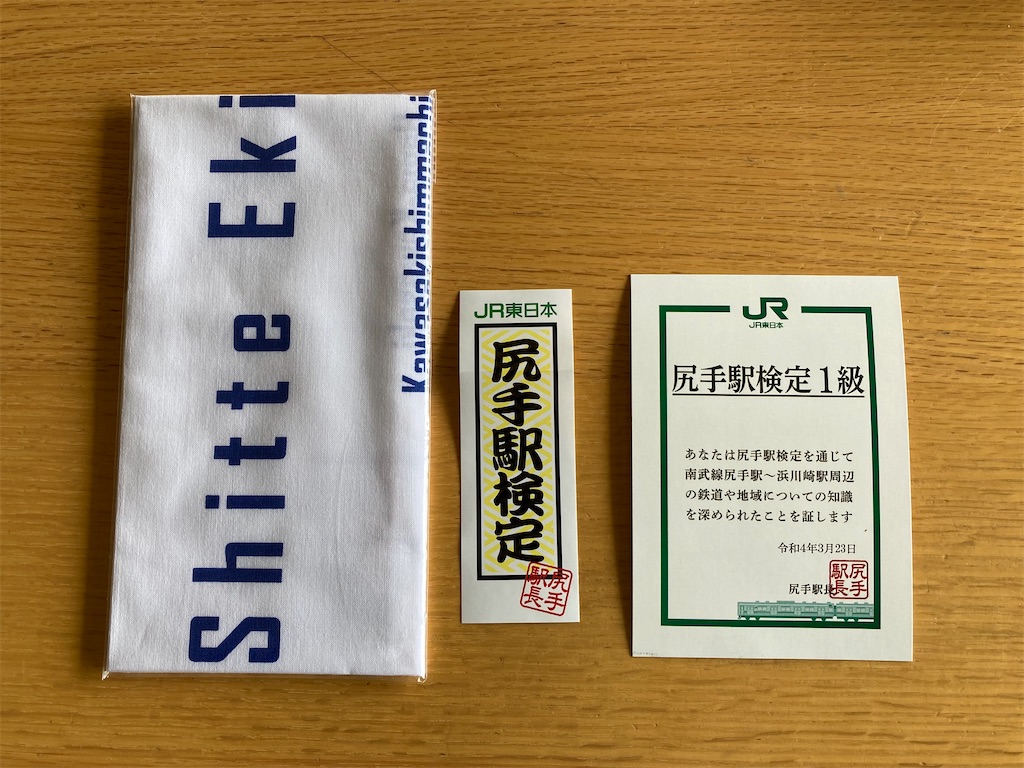 Shitte Eki
Kawasakishimmachi
JR東日本
尻手駅検定
尻手
駅長
JR
JR東日本
尻手駅検定1級
あなたは尻手駅検定を通じて
南武線尻手駅～浜川崎駅周辺
の鉄道や地域についての知識
を深められたことを証します
令和4年3月23日
尻手駅長
尻手
駅長